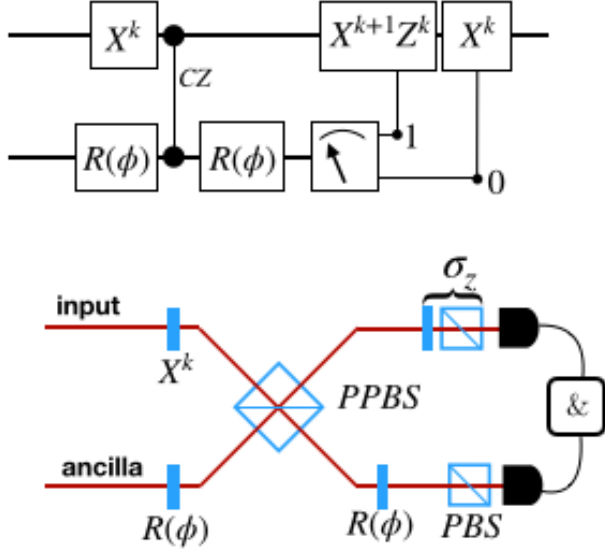 X^k CZ X^{k+1}Z^k X^k
R(ϕ) R(ϕ) 1 0
σ_z
input
X^k PPBS &
ancilla
R(ϕ) R(ϕ) PBS